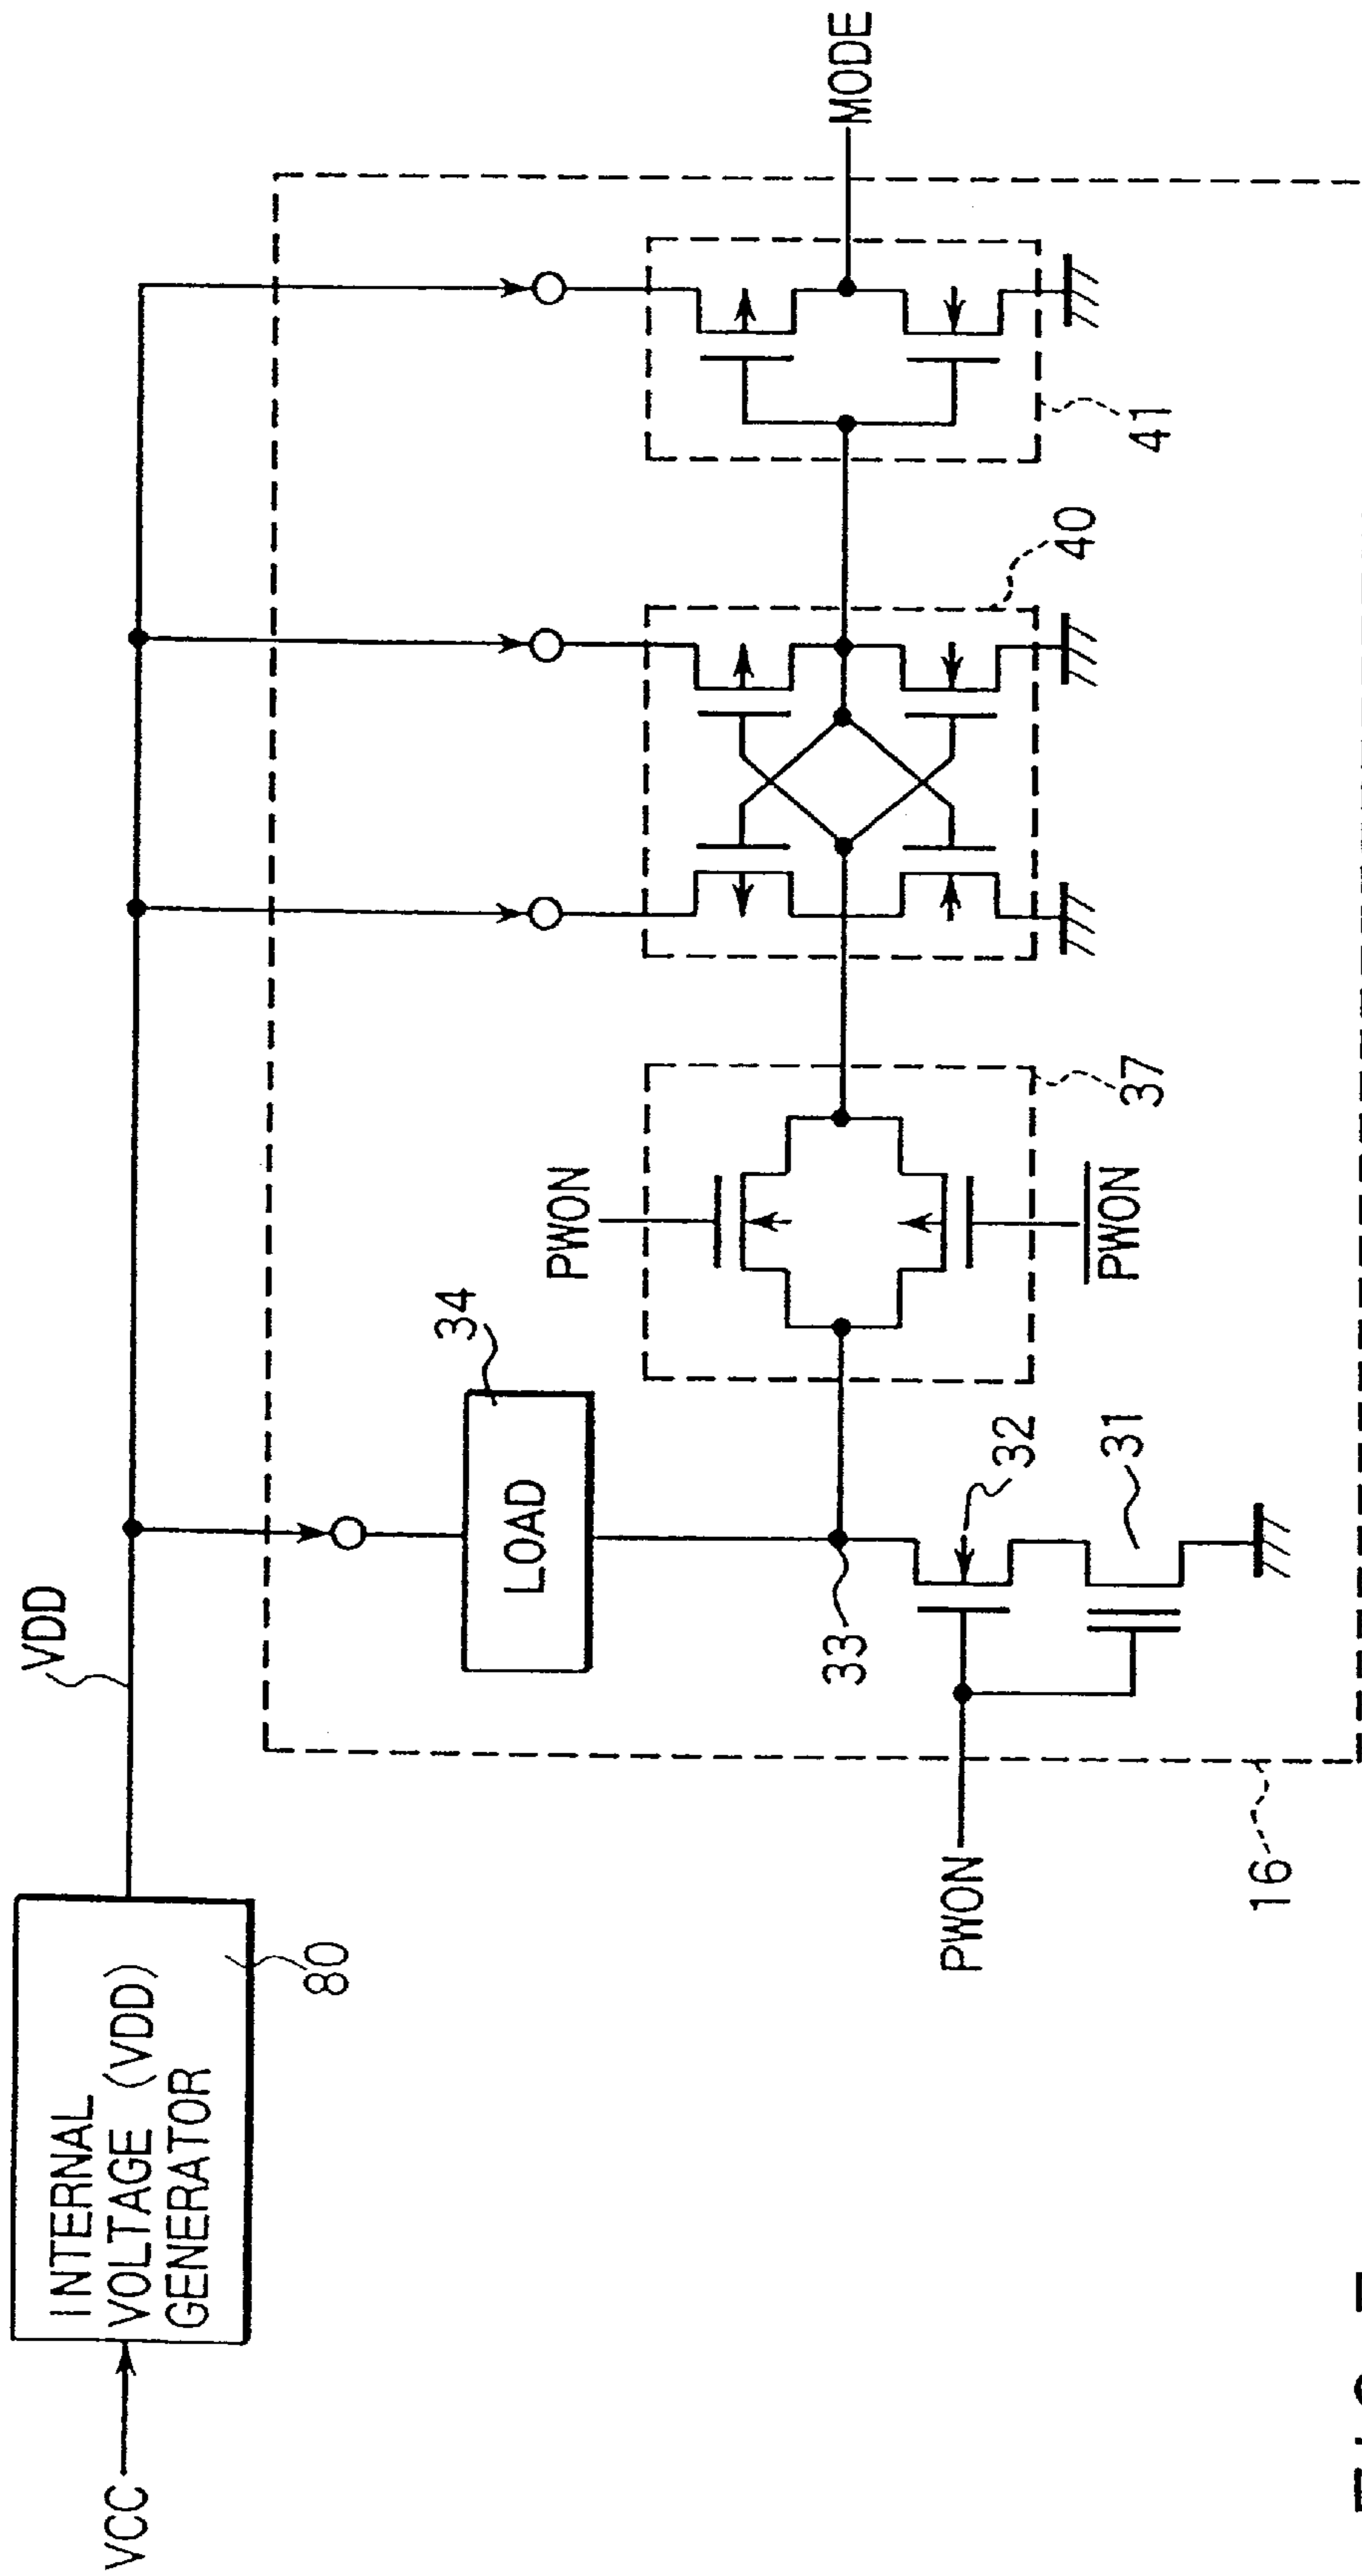 VCC
INTERNAL
VOLTAGE (VDD)
GENERATOR
80
VDD
16
PWON
33
32
31
LOAD
34
PWON
PWON
37
40
41
MODE